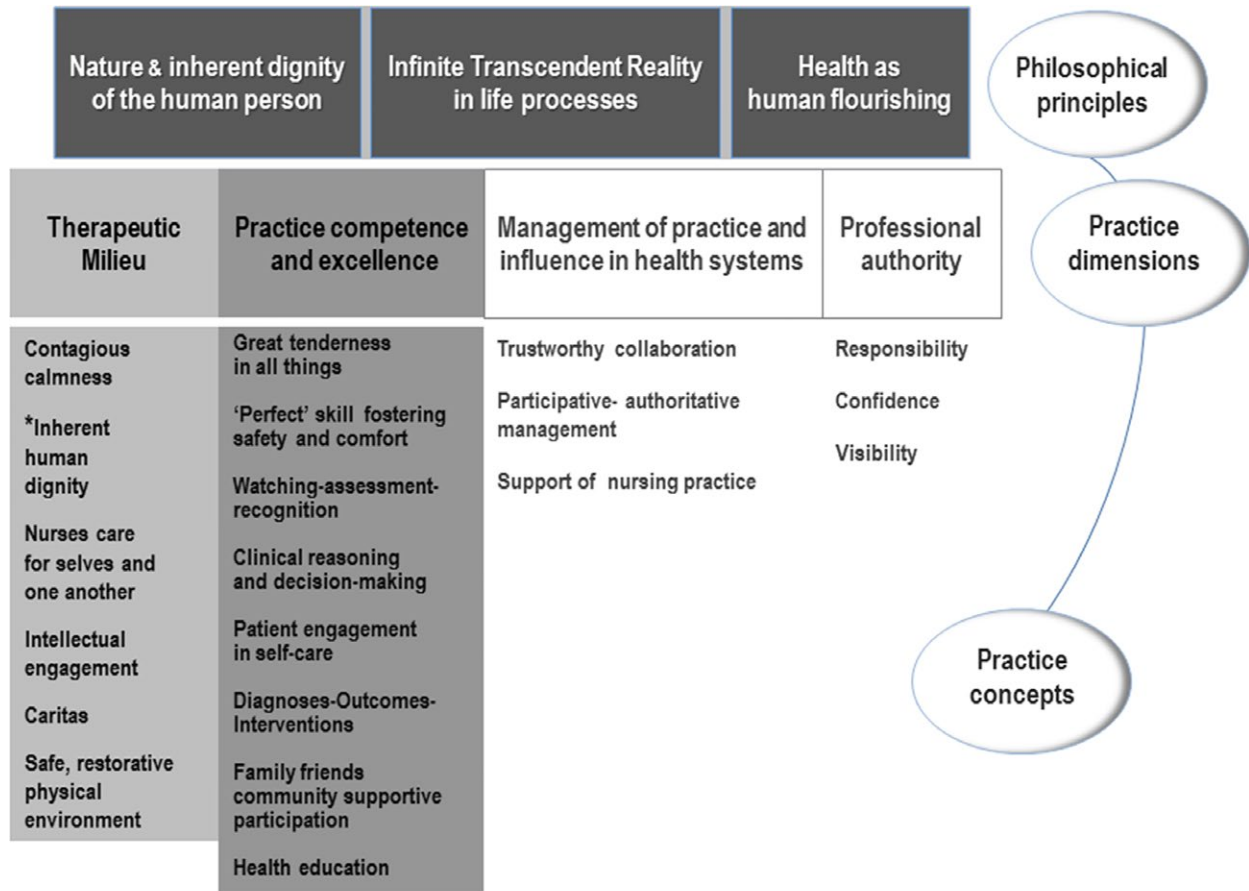 Nature & inherent dignity
of the human person
Infinite Transcendent Reality
in life processes
Health as
human flourishing
Philosophical
principles
Therapeutic
Milieu
Practice competence
and excellence
Management of practice and
influence in health systems
Professional
authority
Practice
dimensions
Contagious
calmness
*Inherent
human
dignity
Nurses care
for selves and
one another
Intellectual
engagement
Caritas
Safe, restorative
physical
environment
Great tenderness
in all things
‘Perfect’ skill fostering
safety and comfort
Watching-assessment-
recognition
Clinical reasoning
and decision-making
Patient engagement
in self-care
Diagnoses-Outcomes-
Interventions
Family friends
community supportive
participation
Health education
Trustworthy collaboration
Participative- authoritative
management
Support of nursing practice
Responsibility
Confidence
Visibility
Practice
concepts